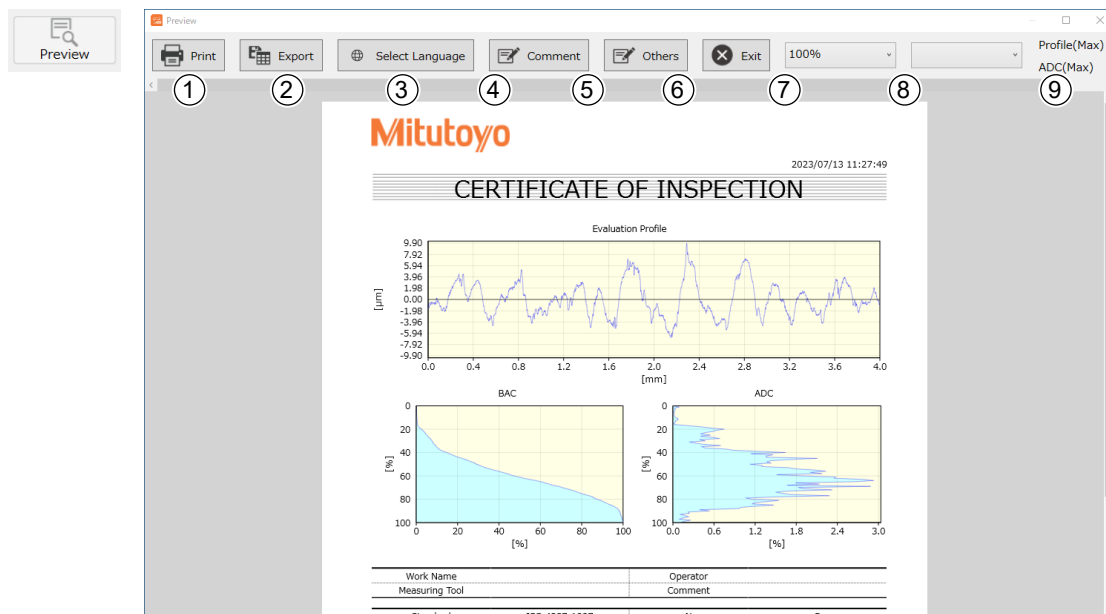 Preview
Preview
Print
Export
Select Language
Comment
Others
Exit
100%
Profile(Max)
ADC(Max)
1
2
3
4
5
6
7
8
9
Mitutoyo
2023/07/13 11:27:49
CERTIFICATE OF INSPECTION
Evaluation Profile
9.90
7.92
5.94
3.96
1.98
0.00
-1.98
-3.96
-5.94
-7.92
-9.90
[µm]
0.0 0.4 0.8 1.2 1.6 2.0 2.4 2.8 3.2 3.6 4.0
[mm]
BAC
0
20
40
60
80
100
[%]
0 20 40 60 80 100
[%]
ADC
0
20
40
60
80
100
[%]
0.0 0.6 1.2 1.8 2.4 3.0
[%]
Work Name Operator
Measuring Tool Comment